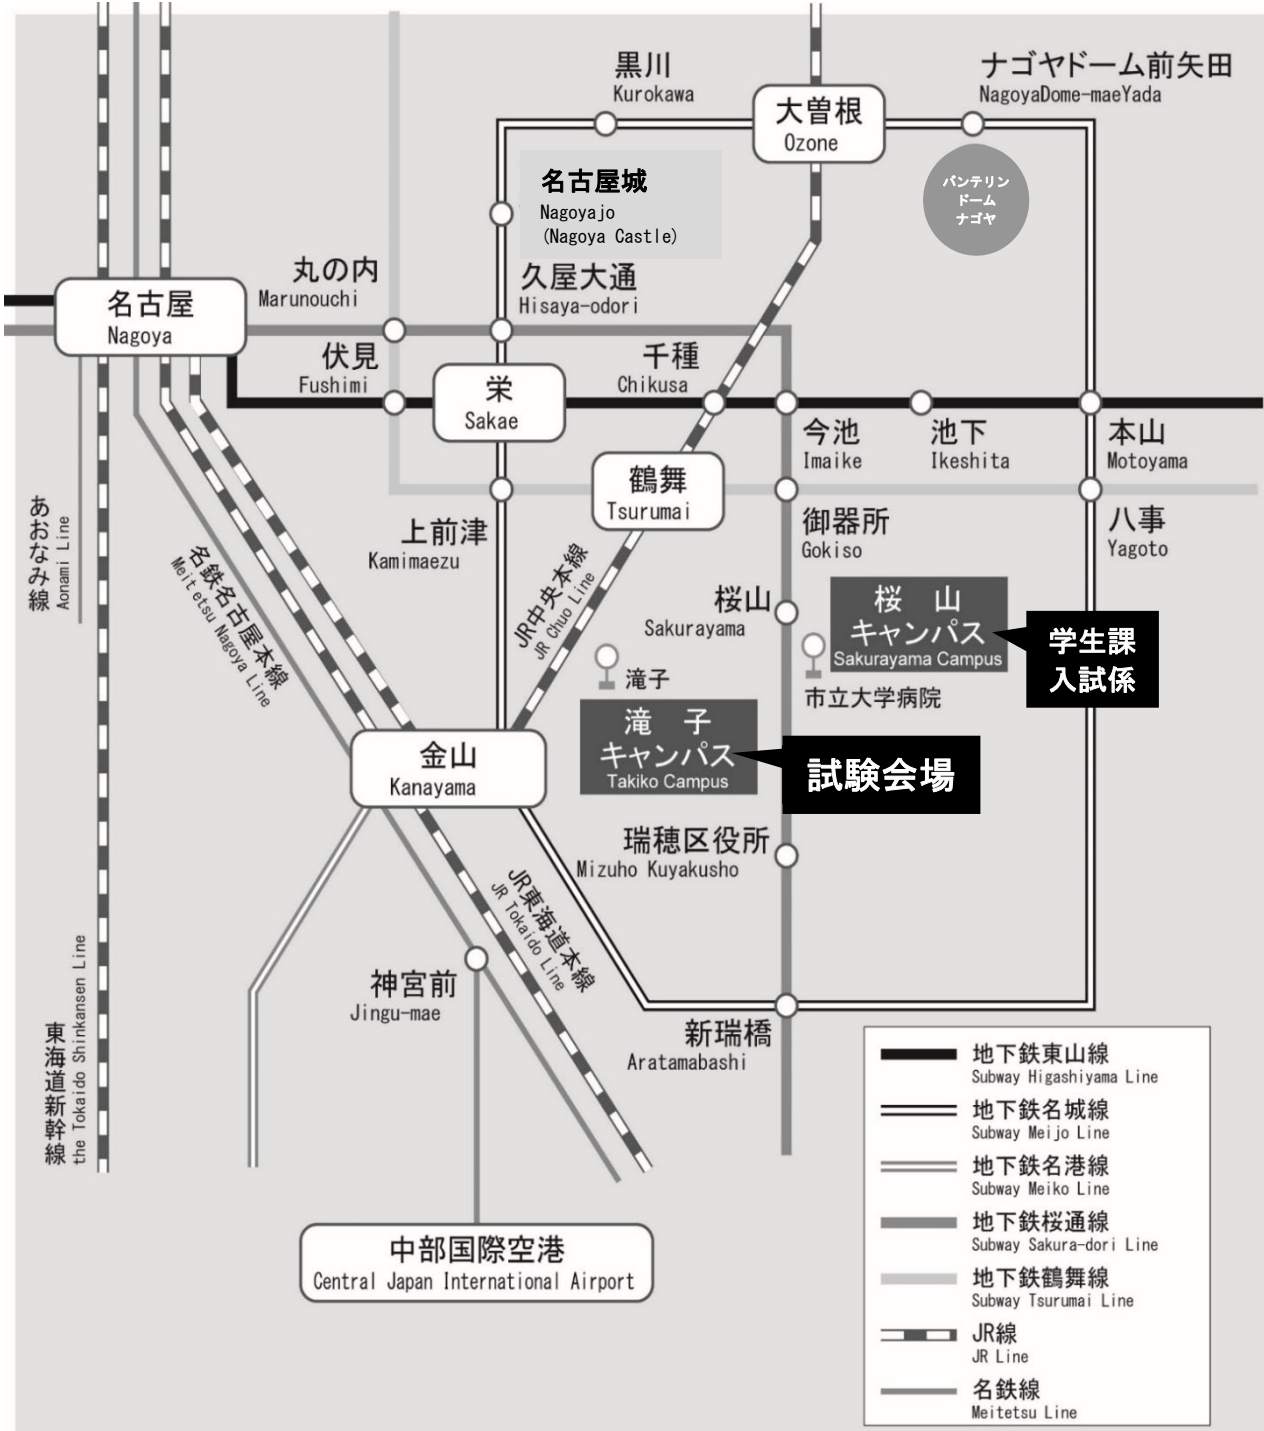 黒川
Kurokawa
大曽根
Ozone
ナゴヤドーム前矢田
NagoyaDome-maeYada
バンテリン
ドーム
ナゴヤ
名古屋城
Nagoyajo
(Nagoya Castle)
名古屋
Nagoya
丸の内
Marunouchi
久屋大通
Hisaya-odori
伏見
Fushimi
栄
Sakae
千種
Chikusa
今池
Imaike
池下
Ikeshita
本山
Motoyama
鶴舞
Tsurumai
上前津
Kamimaezu
御器所
Gokiso
八事
Yagoto
あおなみ線
Aonami Line
名鉄名古屋本線
Meitetsu Nagoya Line
JR中央本線
JR Chuo Line
桜山
Sakurayama
桜 山
キャンパス
Sakurayama Campus
学生課
入試係
市立大学病院
滝子
滝 子
キャンパス
Takiko Campus
試験会場
金山
Kanayama
瑞穂区役所
Mizuho Kuyakusho
JR東海道本線
JR Tokaido Line
神宮前
Jingu-mae
新瑞橋
Aratamabashi
東海道新幹線
the Tokaido Shinkansen Line
中部国際空港
Central Japan International Airport
地下鉄東山線
Subway Higashiyama Line
地下鉄名城線
Subway Meijo Line
地下鉄名港線
Subway Meiko Line
地下鉄桜通線
Subway Sakura-dori Line
地下鉄鶴舞線
Subway Tsurumai Line
JR線
JR Line
名鉄線
Meitetsu Line